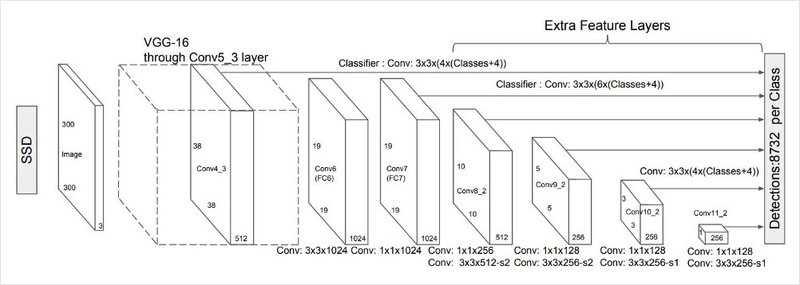 Extra Feature Layers
VGG-16
through Conv5_3 layer
Classifier : Conv: 3x3x(4x(Classes+4))
Classifier : Conv: 3x3x(6x(Classes+4))
SSD
300
Image
300
3
38
Conv4_3
38
512
19
Conv6
(FC6)
19
1024
19
Conv7
(FC7)
19
1024
10
Conv8_2
10
512
5
Conv9_2
5
256
Conv: 3x3x(4x(Classes+4))
3
Conv10_2
3
256
Conv11_2
1
256
Detections:8732 per Class
Conv: 3x3x1024
Conv: 1x1x1024
Conv: 1x1x256
Conv: 3x3x512-s2
Conv: 1x1x128
Conv: 3x3x256-s2
Conv: 1x1x128
Conv: 3x3x256-s1
Conv: 1x1x128
Conv: 3x3x256-s1